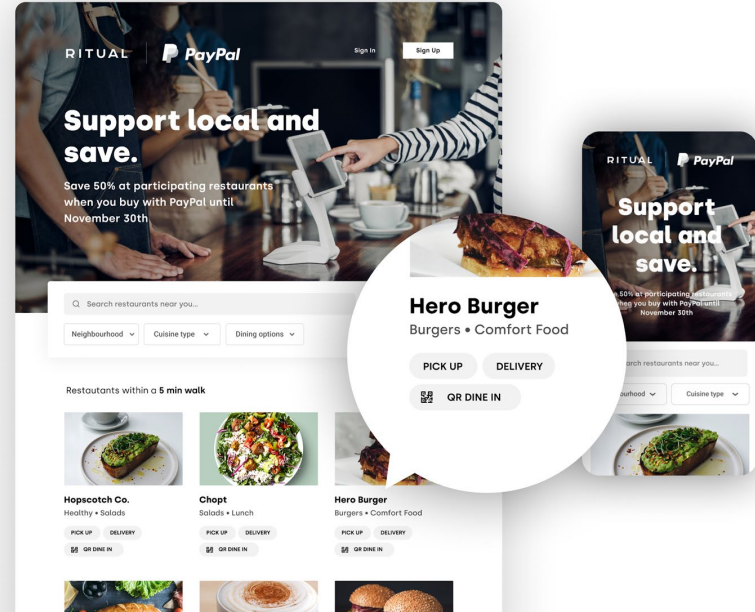 RITUAL
PayPal
Sign In
Sign Up
Support local and
save.
Save 50% at participating restaurants
when you buy with PayPal until
November 30th
Search restaurants near you...
Neighbourhood
Cuisine type
Dining options
Restautants within a 5 min walk
Hopscotch Co.
Healthy • Salads
PICK UP
DELIVERY
QR DINE IN
Chopt
Salads • Lunch
PICK UP
DELIVERY
QR DINE IN
Hero Burger
Burgers • Comfort Food
PICK UP
DELIVERY
QR DINE IN
Hero Burger
Burgers • Comfort Food
PICK UP
DELIVERY
QR DINE IN
RITUAL
PayPal
Support
local and
save.
50% at participating restaurants
when you buy with PayPal until
November 30th
restaurants near you...
Cuisine type